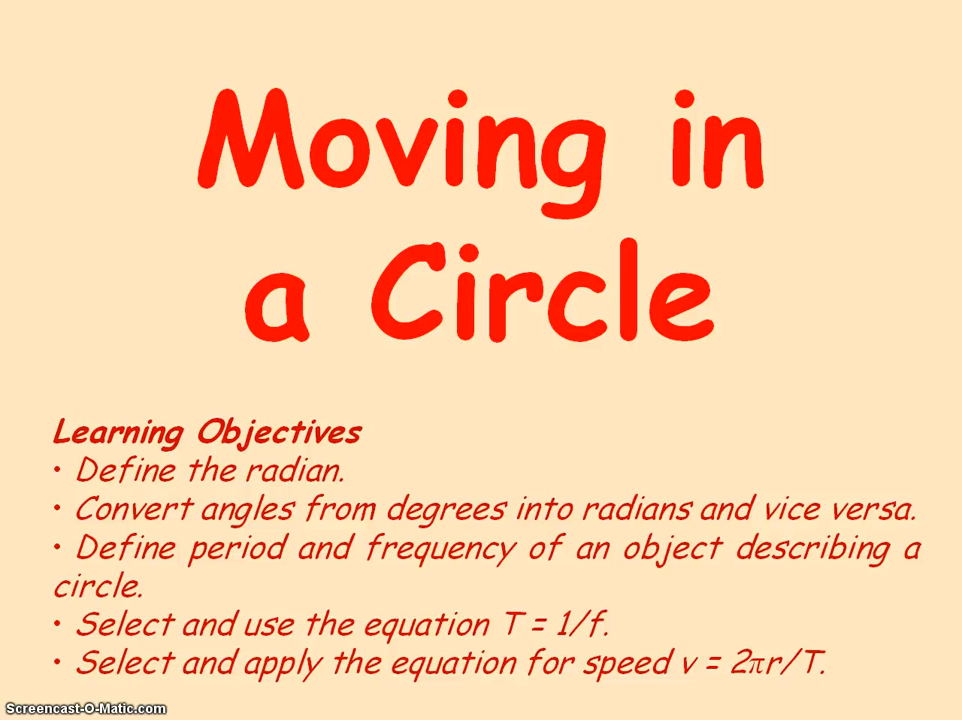 Moving in
a Circle
Learning Objectives
• Define the radian.
• Convert angles from degrees into radians and vice versa.
• Define period and frequency of an object describing a
circle.
• Select and use the equation T = 1/f.
• Select and apply the equation for speed v = 2πr/T.
Screencast-O-Matic.com